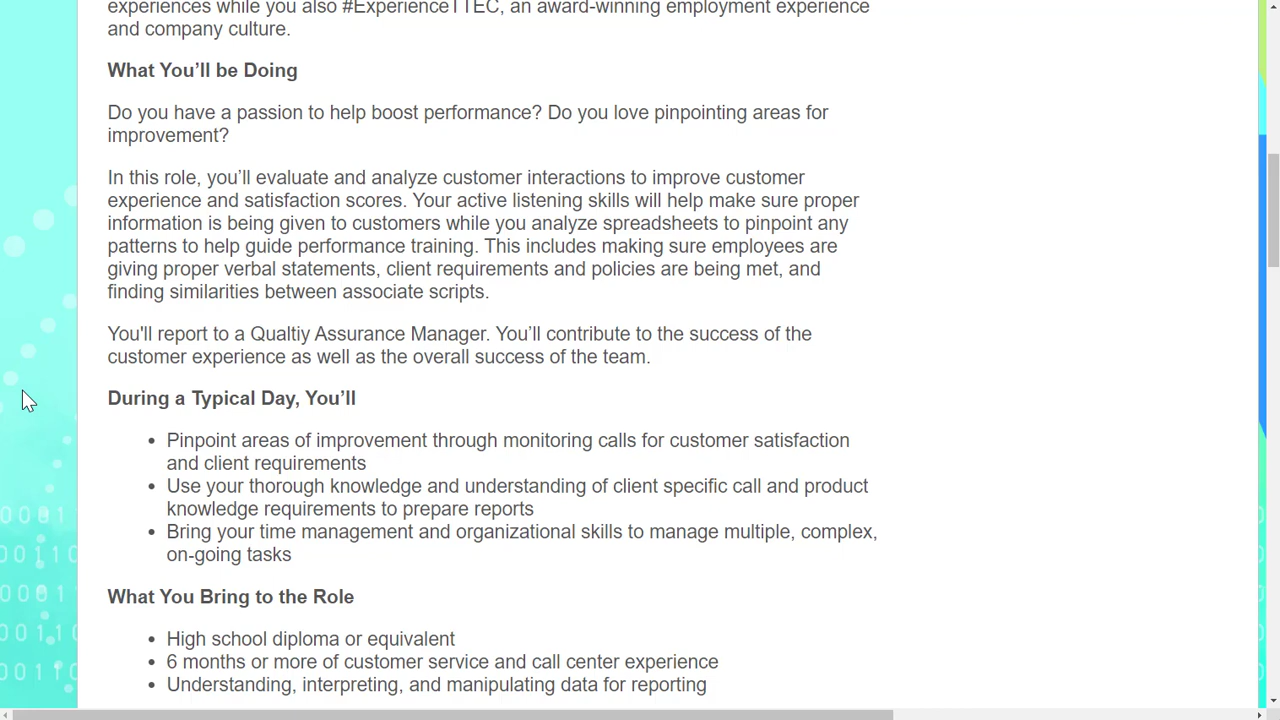 experiences while you also #ExperienceTTEC, an award-winning employment experience
and company culture.
What You’ll be Doing
Do you have a passion to help boost performance? Do you love pinpointing areas for
improvement?
In this role, you’ll evaluate and analyze customer interactions to improve customer
experience and satisfaction scores. Your active listening skills will help make sure proper
information is being given to customers while you analyze spreadsheets to pinpoint any
patterns to help guide performance training. This includes making sure employees are
giving proper verbal statements, client requirements and policies are being met, and
finding similarities between associate scripts.
You'll report to a Qualtiy Assurance Manager. You’ll contribute to the success of the
customer experience as well as the overall success of the team.
During a Typical Day, You’ll
• Pinpoint areas of improvement through monitoring calls for customer satisfaction
and client requirements
• Use your thorough knowledge and understanding of client specific call and product
knowledge requirements to prepare reports
• Bring your time management and organizational skills to manage multiple, complex,
on-going tasks
What You Bring to the Role
• High school diploma or equivalent
• 6 months or more of customer service and call center experience
• Understanding, interpreting, and manipulating data for reporting